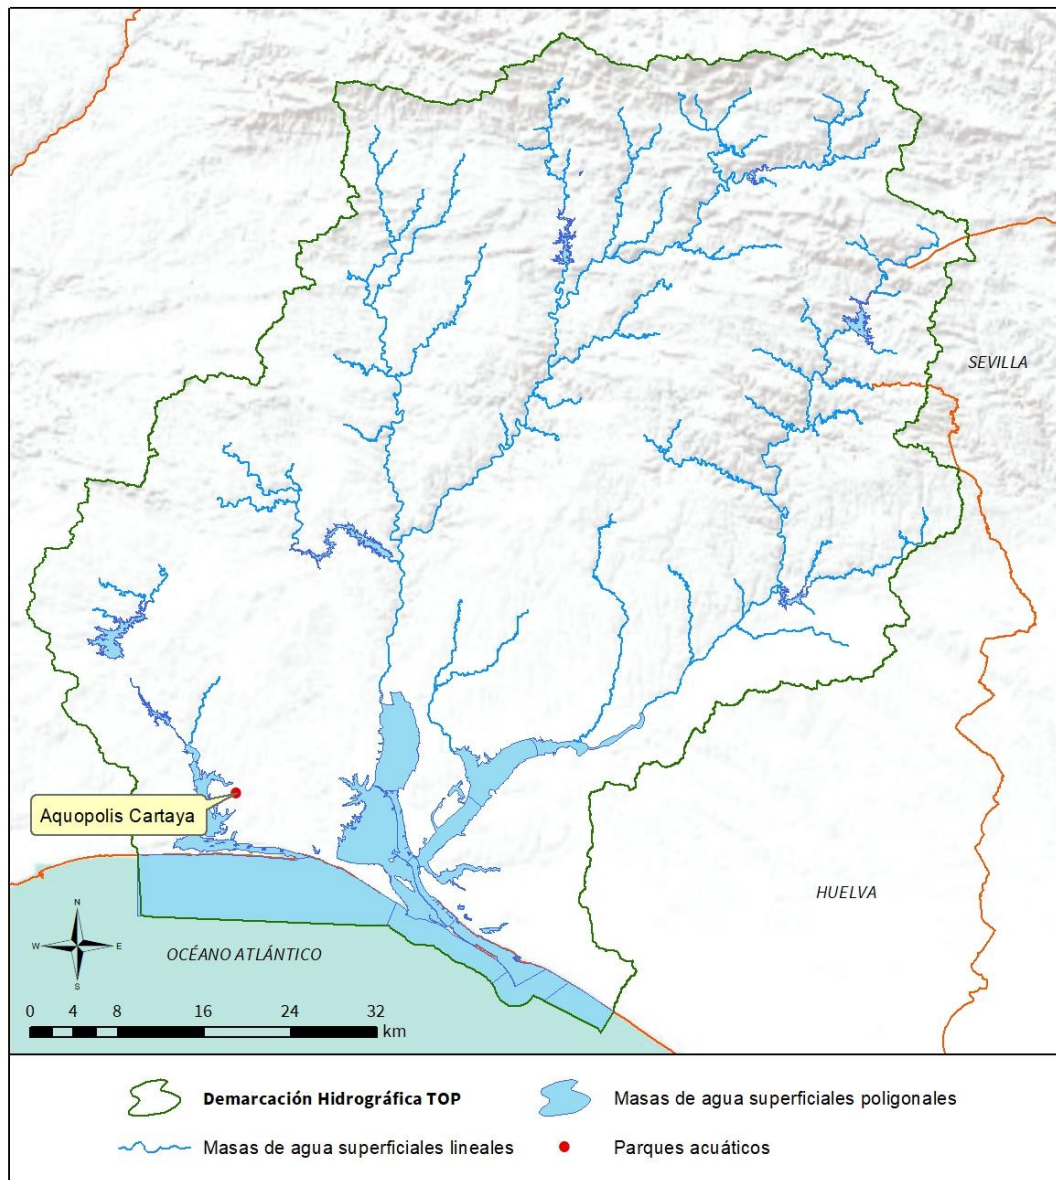 SEVILLA
Aquopolis Cartaya
HUELVA
N
W E
S
OCÉANO ATLÁNTICO
0 4 8 16 24 32
km
Demarcación Hidrográfica TOP
Masas de agua superficiales poligonales
Masas de agua superficiales lineales
Parques acuáticos